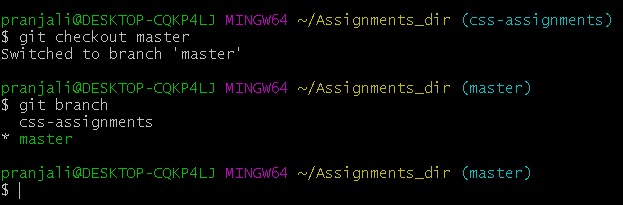 pranjali@DESKTOP-CQKP4LJ MINGW64 ~/Assignments_dir (css-assignments)
$ git checkout master
Switched to branch 'master'
pranjali@DESKTOP-CQKP4LJ MINGW64 ~/Assignments_dir (master)
$ git branch
  css-assignments
* master
pranjali@DESKTOP-CQKP4LJ MINGW64 ~/Assignments_dir (master)
$